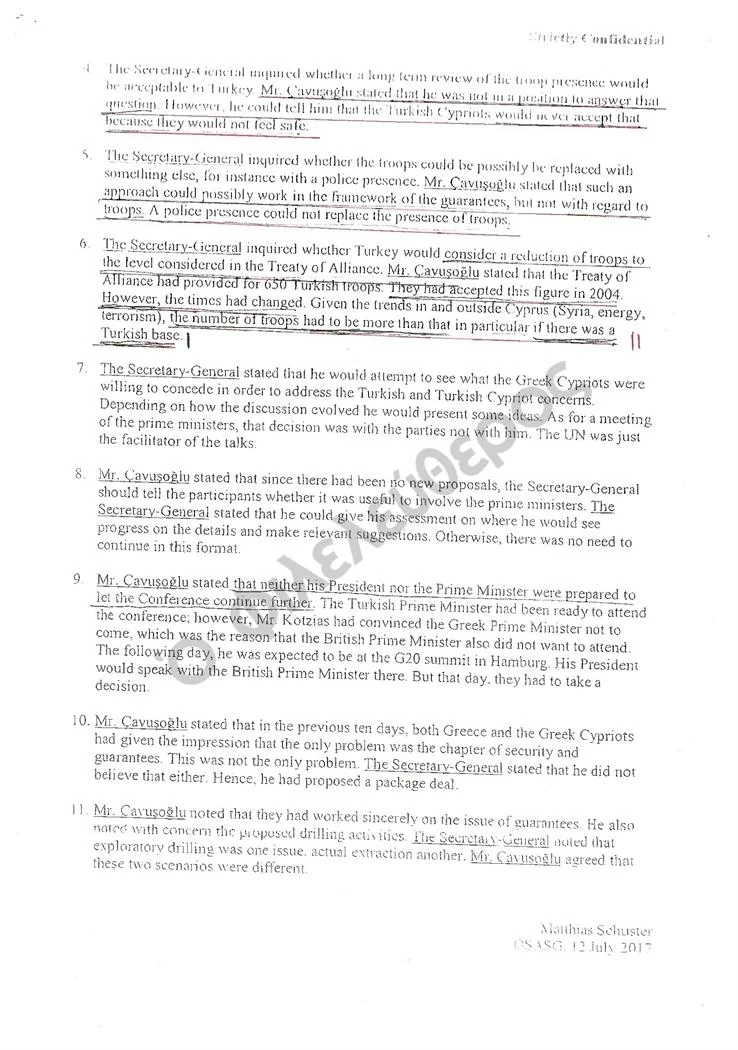 Strictly Confidential
4. The Secretary-General inquired whether a long term review of the troop presence would
be acceptable to Turkey. Mr. Çavuşoğlu stated that he was not in a position to answer that
question. However, he could tell him that the Turkish Cypriots would never accept that
because they would not feel safe.
5. The Secretary-General inquired whether the troops could be possibly be replaced with
something else, for instance with a police presence. Mr. Çavuşoğlu stated that such an
approach could possibly work in the framework of the guarantees, but not with regard to
troops. A police presence could not replace the presence of troops.
6. The Secretary-General inquired whether Turkey would consider a reduction of troops to
the level considered in the Treaty of Alliance. Mr. Çavuşoğlu stated that the Treaty of
Alliance had provided for 650 Turkish troops. They had accepted this figure in 2004.
However, the times had changed. Given the trends in and outside Cyprus (Syria, energy,
terrorism), the number of troops had to be more than that in particular if there was a
Turkish base.
7. The Secretary-General stated that he would attempt to see what the Greek Cypriots were
willing to concede in order to address the Turkish and Turkish Cypriot concerns.
Depending on how the discussion evolved he would present some ideas. As for a meeting
of the prime ministers, that decision was with the parties not with him. The UN was just
the facilitator of the talks.
8. Mr. Çavuşoğlu stated that since there had been no new proposals, the Secretary-General
should tell the participants whether it was useful to involve the prime ministers. The
Secretary-General stated that he could give his assessment on where he would see
progress on the details and make relevant suggestions. Otherwise, there was no need to
continue in this format.
9. Mr. Çavuşoğlu stated that neither his President nor the Prime Minister were prepared to
let the Conference continue further. The Turkish Prime Minister had been ready to attend
the conference; however, Mr. Kotzias had convinced the Greek Prime Minister not to
come, which was the reason that the British Prime Minister also did not want to attend.
The following day, he was expected to be at the G20 summit in Hamburg. His President
would speak with the British Prime Minister there. But that day, they had to take a
decision.
10. Mr. Çavuşoğlu stated that in the previous ten days, both Greece and the Greek Cypriots
had given the impression that the only problem was the chapter of security and
guarantees. This was not the only problem. The Secretary-General stated that he did not
believe that either. Hence, he had proposed a package deal.
11. Mr. Çavuşoğlu noted that they had worked sincerely on the issue of guarantees. He also
noted with concern the proposed drilling activities. The Secretary-General noted that
exploratory drilling was one issue, actual extraction another. Mr. Çavuşoğlu agreed that
these two scenarios were different.
Matthias Schuster
OSASG, 12 July 2017
Ο Φιλελεύθερος